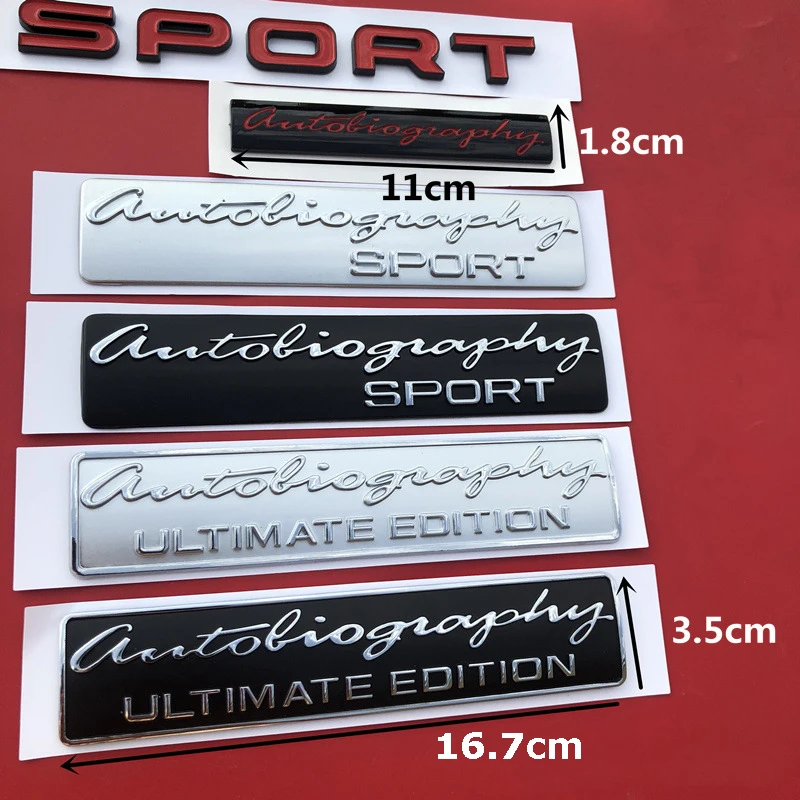 SPORT
Autobiography
1.8cm
11cm
Autobiography
SPORT
Autobiography
SPORT
Autobiography
ULTIMATE EDITION
Autobiography
ULTIMATE EDITION
3.5cm
16.7cm